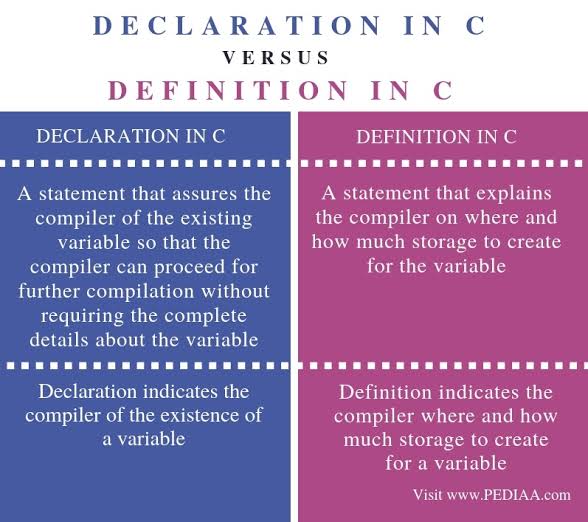 DECLARATION IN C
VERSUS
DEFINITION IN C
DECLARATION IN C
A statement that assures the
compiler of the existing
variable so that the
compiler can proceed for
further compilation without
requiring the complete
details about the variable
Declaration indicates the
compiler of the existence of
a variable
DEFINITION IN C
A statement that explains
the compiler on where and
how much storage to create
for the variable
Definition indicates the
compiler where and how
much storage to create
for a variable
Visit www.PEDIAA.com